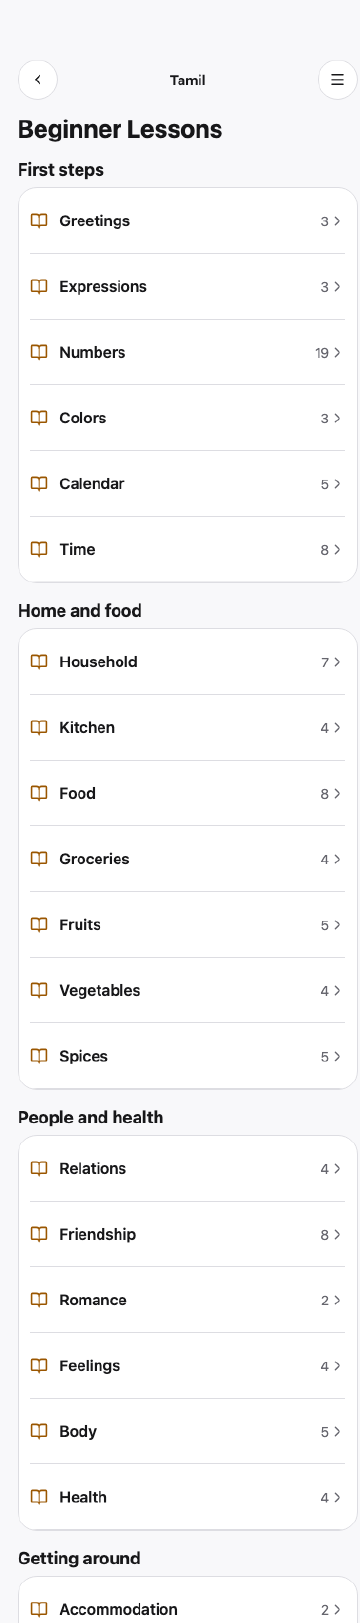 Tamil
Beginner Lessons
First steps
Greetings 3
Expressions 3
Numbers 19
Colors 3
Calendar 5
Time 8
Home and food
Household 7
Kitchen 4
Food 8
Groceries 4
Fruits 5
Vegetables 4
Spices 5
People and health
Relations 4
Friendship 8
Romance 2
Feelings 4
Body 5
Health 4
Getting around
Accommodation 2